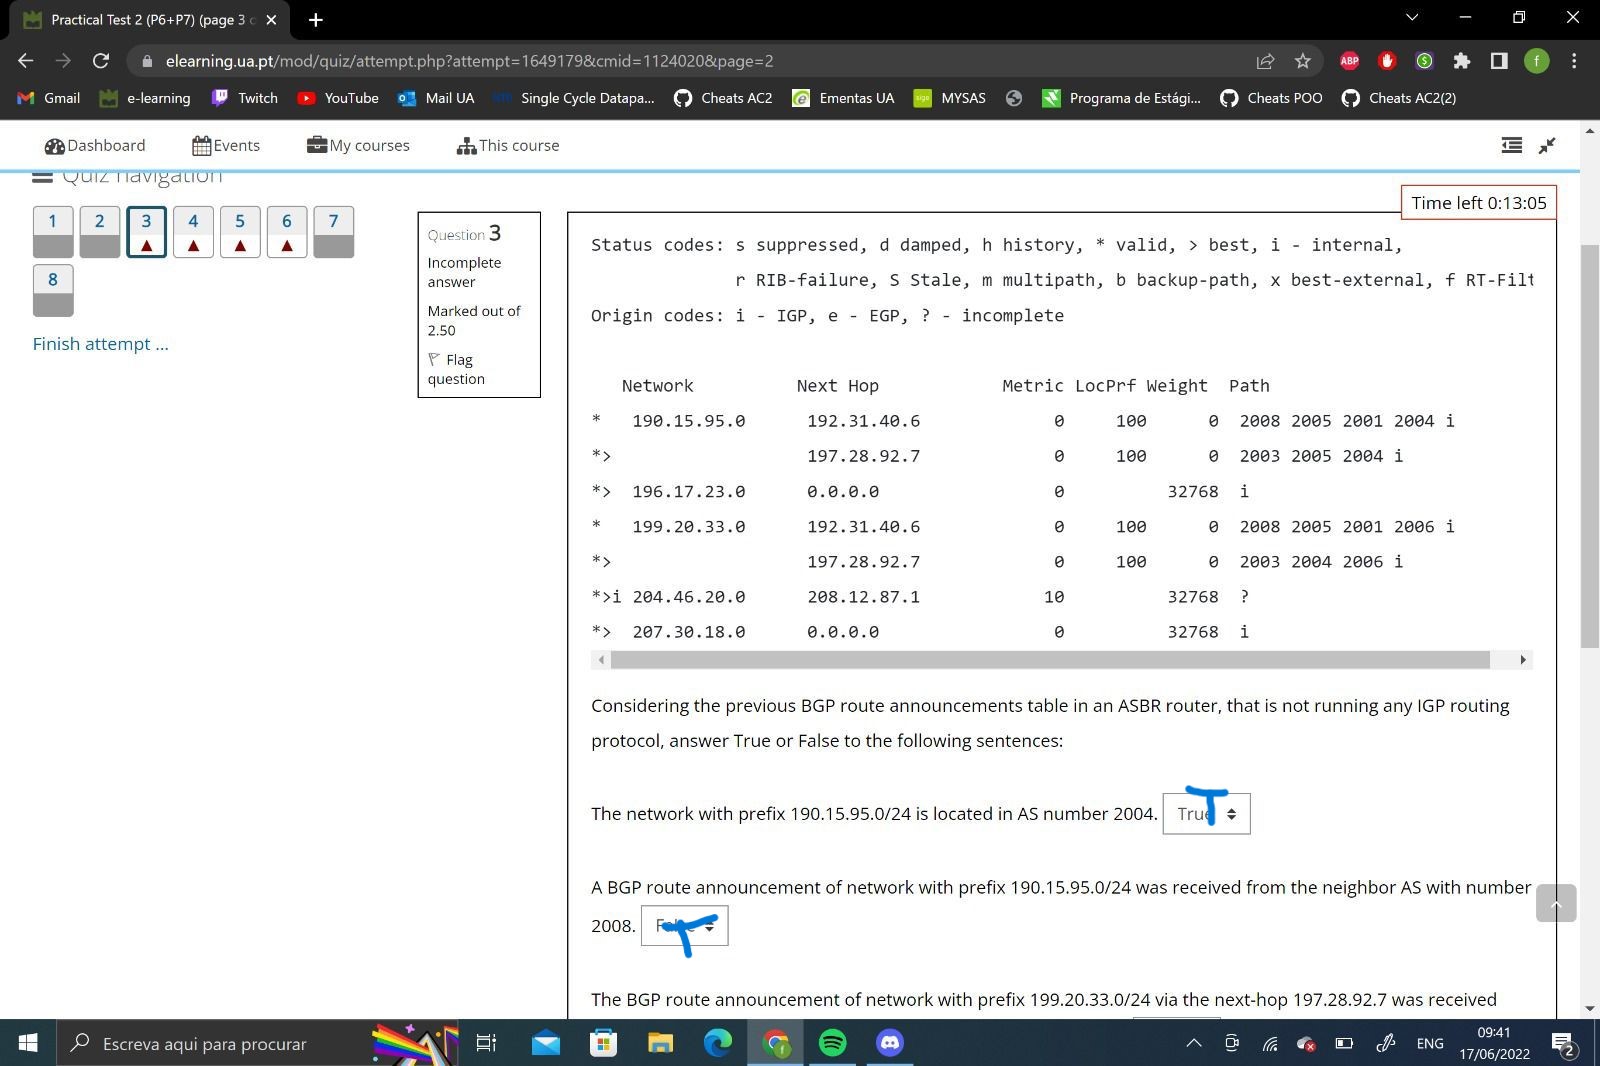 Practical Test 2 (P6+P7) (page 3 o
elearning.ua.pt/mod/quiz/attempt.php?attempt=1649179&cmid=1124020&page=2
ABP
f
Gmail e-learning Twitch YouTube Mail UA Single Cycle Datapa... Cheats AC2 Ementas UA MYSAS Programa de Estági... Cheats POO Cheats AC2(2)
Dashboard Events My courses This course
Quiz navigation
Time left 0:13:05
1 2 3 4 5 6 7
8
Finish attempt ...
Question 3
Incomplete
answer
Marked out of
2.50
Flag
question
Status codes: s suppressed, d damped, h history, * valid, > best, i - internal,
r RIB-failure, S Stale, m multipath, b backup-path, x best-external, f RT-Filt
Origin codes: i - IGP, e - EGP, ? - incomplete
Network Next Hop Metric LocPrf Weight Path
* 190.15.95.0 192.31.40.6 0 100 0 2008 2005 2001 2004 i
*> 197.28.92.7 0 100 0 2003 2005 2004 i
*> 196.17.23.0 0.0.0.0 0 32768 i
* 199.20.33.0 192.31.40.6 0 100 0 2008 2005 2001 2006 i
*> 197.28.92.7 0 100 0 2003 2004 2006 i
*>i 204.46.20.0 208.12.87.1 10 32768 ?
*> 207.30.18.0 0.0.0.0 0 32768 i
Considering the previous BGP route announcements table in an ASBR router, that is not running any IGP routing
protocol, answer True or False to the following sentences:
The network with prefix 190.15.95.0/24 is located in AS number 2004. True T
A BGP route announcement of network with prefix 190.15.95.0/24 was received from the neighbor AS with number
2008. False T
The BGP route announcement of network with prefix 199.20.33.0/24 via the next-hop 197.28.92.7 was received
Escreva aqui para procurar
ENG
09:41
17/06/2022
2